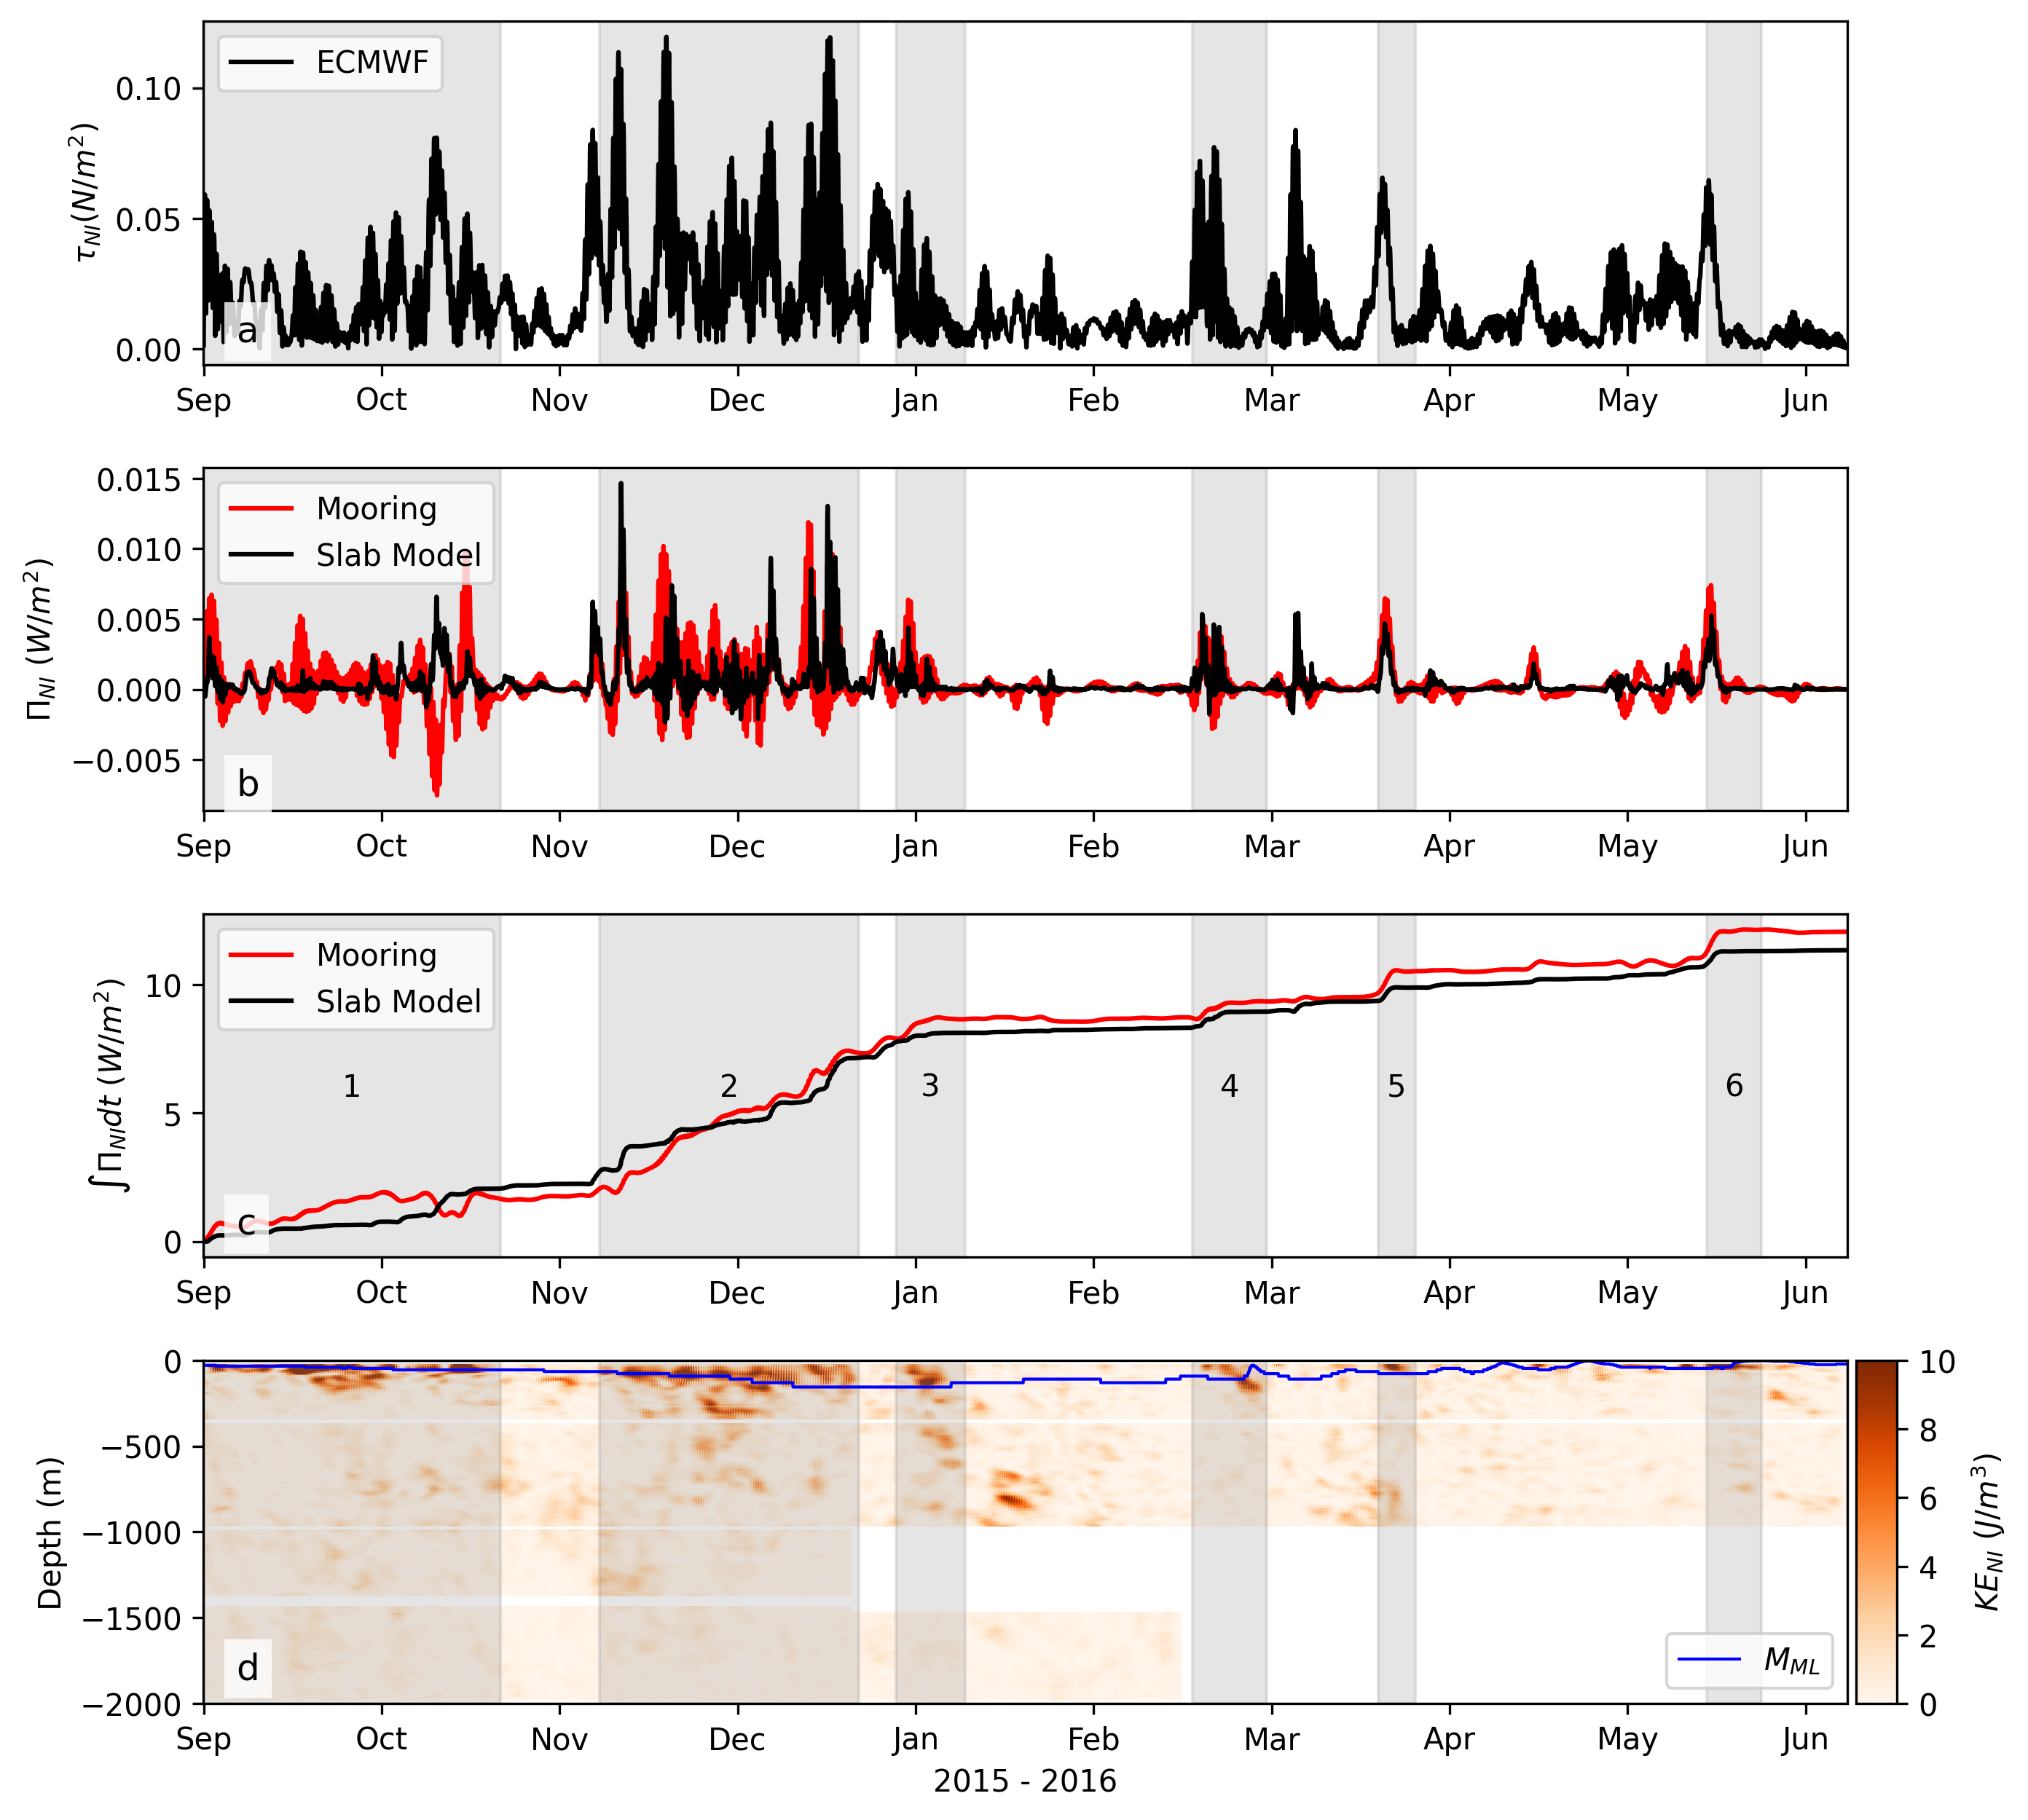 ECMWF
τNI(N/m²)
0.10
0.05
0.00
a
Sep Oct Nov Dec Jan Feb Mar Apr May Jun
Mooring
Slab Model
ΠNI (W/m²)
0.015
0.010
0.005
0.000
−0.005
b
Sep Oct Nov Dec Jan Feb Mar Apr May Jun
Mooring
Slab Model
∫ΠNIdt (W/m²)
10
5
0
1 2 3 4 5 6
c
Sep Oct Nov Dec Jan Feb Mar Apr May Jun
Depth (m)
0
−500
−1000
−1500
−2000
d
MML
10
8
6
4
2
0
KENI (J/m³)
Sep Oct Nov Dec Jan Feb Mar Apr May Jun
2015 - 2016